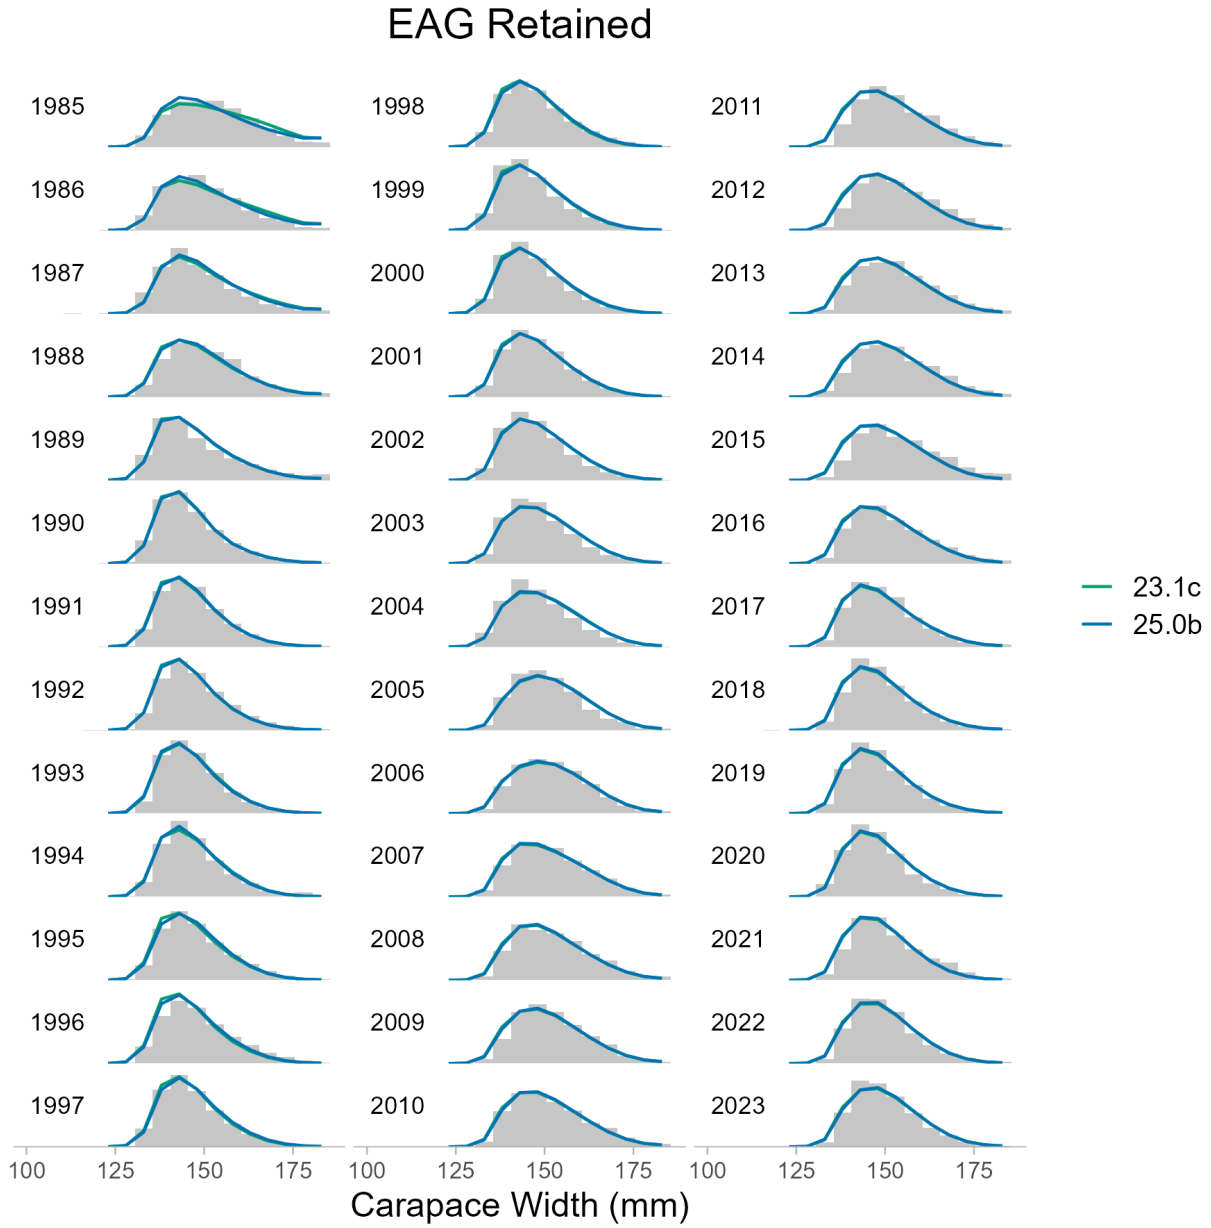 EAG Retained
1985 1998 2011
1986 1999 2012
1987 2000 2013
1988 2001 2014
1989 2002 2015
1990 2003 2016
1991 2004 2017
23.1c
25.0b
1992 2005 2018
1993 2006 2019
1994 2007 2020
1995 2008 2021
1996 2009 2022
1997 2010 2023
100 125 150 175 100 125 150 175 100 125 150 175
Carapace Width (mm)